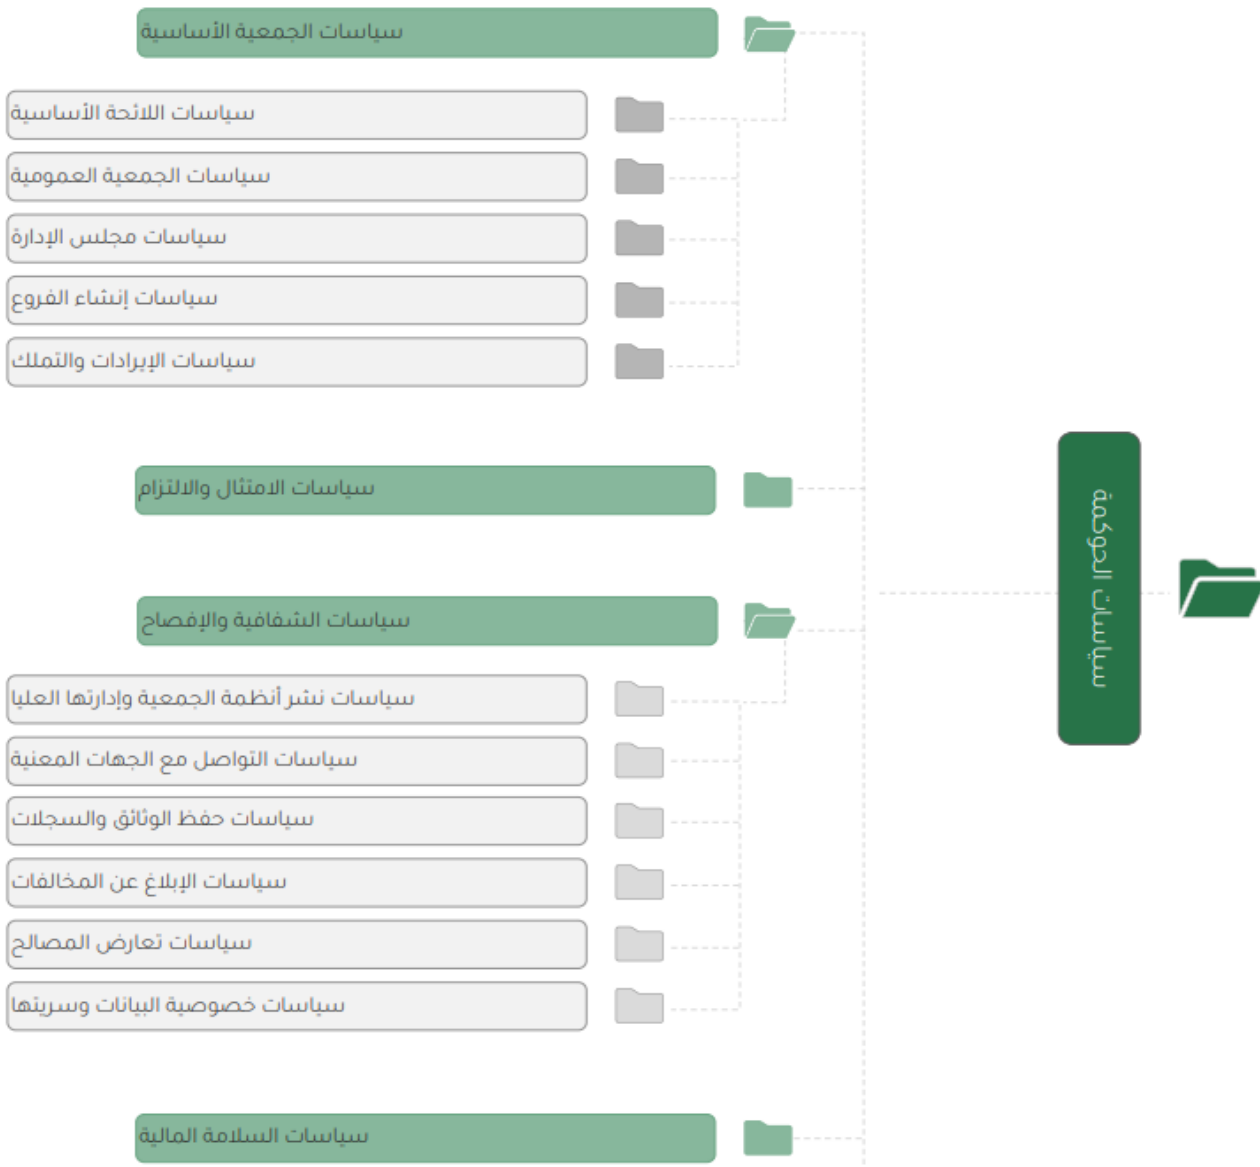 سياسات الحوكمة
سياسات الجمعية الأساسية
سياسات اللائحة الأساسية
سياسات الجمعية العمومية
سياسات مجلس الإدارة
سياسات إنشاء الفروع
سياسات الإيرادات والتملك
سياسات الامتثال والالتزام
سياسات الشفافية والإفصاح
سياسات نشر أنظمة الجمعية وإدارتها العليا
سياسات التواصل مع الجهات المعنية
سياسات حفظ الوثائق والسجلات
سياسات الإبلاغ عن المخالفات
سياسات تعارض المصالح
سياسات خصوصية البيانات وسريتها
سياسات السلامة المالية